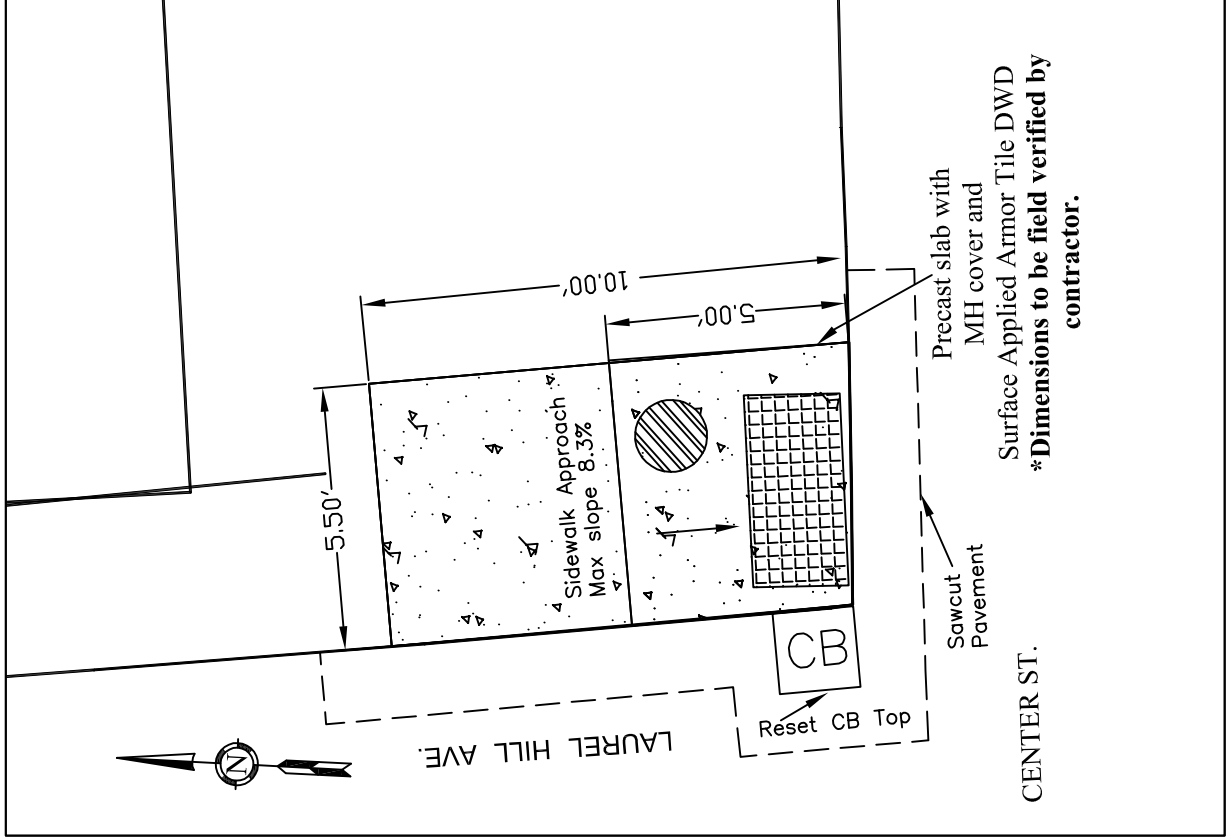 5.50'
10.00'
5.00'
Sidewalk Approach
Max slope 8.3%
CB
Reset CB Top
LAUREL HILL AVE.
N
Sawcut
Pavement
CENTER ST.
Precast slab with
MH cover and
Surface Applied Armor Tile DWD
*Dimensions to be field verified by
contractor.